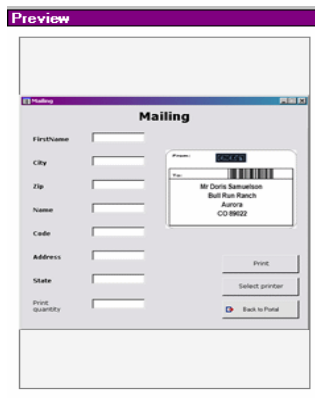 Preview
Mailing
Mailing
FirstName
City
Zip
Name
Code
Address
State
Print
quantity
From:
To:
Mr Doris Samuelson
Bull Run Ranch
Aurora
CO 89022
Print
Select printer
Back to Portal